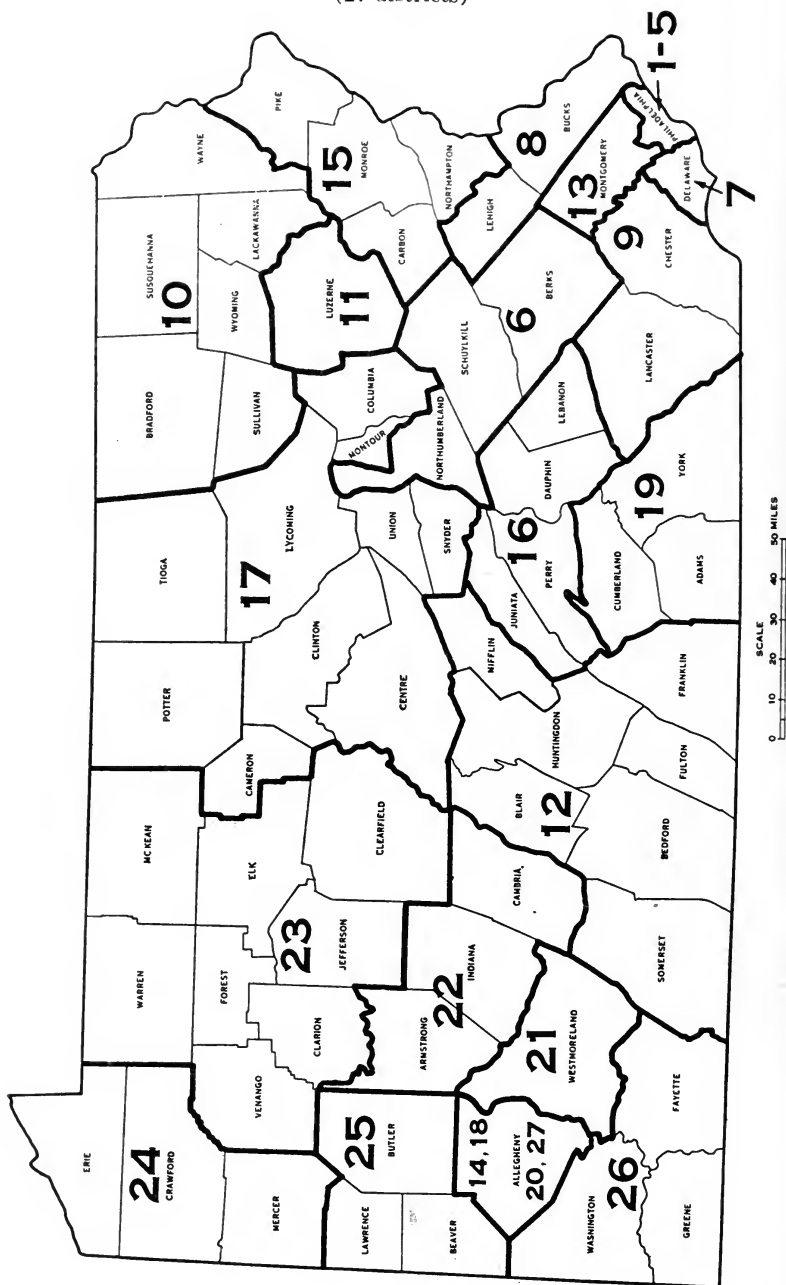 districts)
ERIE
24
CRAWFORD
MERCER
WARREN
MC KEAN
POTTER
TIOGA
BRADFORD
SUSQUEHANNA
WAYNE
10
WYOMING
LACKAWANNA
PIKE
VENANGO
FOREST
ELK
CAMERON
17
LYCOMING
SULLIVAN
CLINTON
CLARION
23
JEFFERSON
CLEARFIELD
CENTRE
UNION
MONTOUR
COLUMBIA
LUZERNE
11
15
MONROE
CARBON
NORTHAMPTON
LAWRENCE
25
BUTLER
BEAVER
ARMSTRONG
22
INDIANA
SNYDER
NORTHUMBERLAND
SCHUYLKILL
LEHIGH
8
BUCKS
14, 18
ALLEGHENY
20, 27
21
WESTMORELAND
CAMBRIA
BLAIR
12
HUNTINGDON
MIFFLIN
JUNIATA
16
PERRY
DAUPHIN
LEBANON
6
BERKS
13
MONTGOMERY
PHILADELPHIA
1-5
WASHINGTON
26
GREENE
FAYETTE
SOMERSET
BEDFORD
FULTON
FRANKLIN
CUMBERLAND
ADAMS
19
YORK
LANCASTER
9
CHESTER
DELAWARE
7
SCALE
0 10 20 30 40 50 MILES